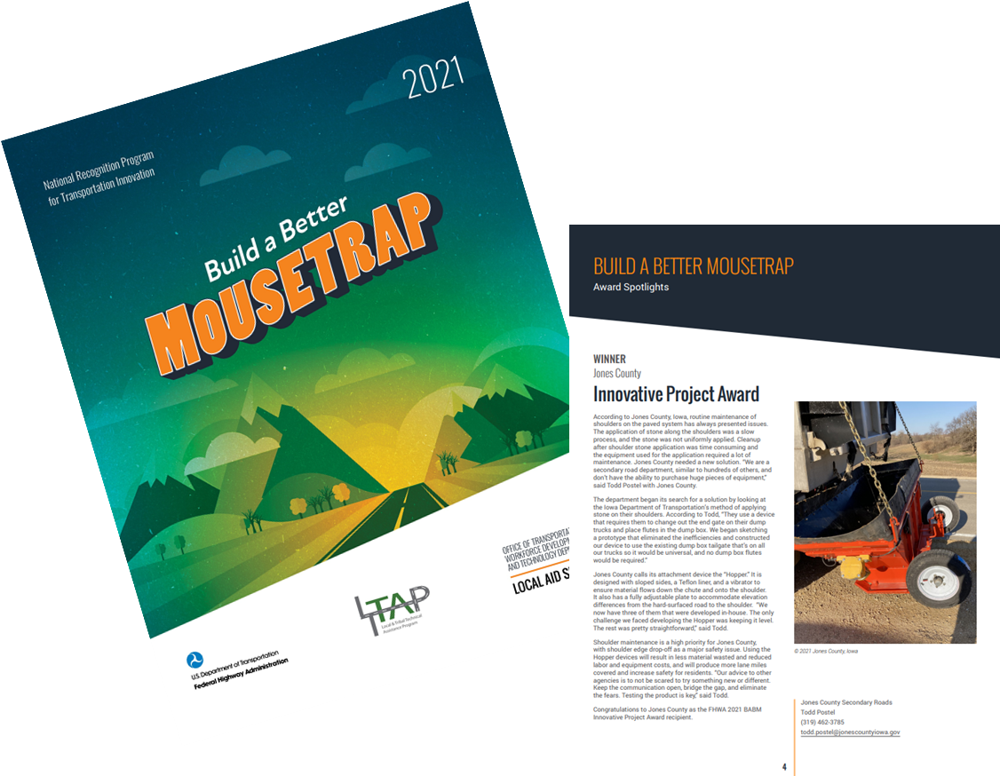 2021
National Recognition Program
for Transportation Innovation
Build a Better
MOUSETRAP
U.S. Department of Transportation
Federal Highway Administration
LTAP
Local & Tribal Technical
Assistance Program
OFFICE OF
WORKFORCE
AND TECHNOLOGY
LOCAL AID
BUILD A BETTER MOUSETRAP
Award Spotlights
WINNER
Jones County
Innovative Project Award
According to Jones County, Iowa, routine maintenance of
shoulders on the paved system has always presented issues.
The application of stone along the shoulders was a slow
process, and the stone was not uniformly applied. Cleanup
after shoulder stone application was time consuming and
the equipment used for the application required a lot of
maintenance. Jones County needed a new solution. “We are a
secondary road department, similar to hundreds of others, and
don’t have the ability to purchase huge pieces of equipment,”
said Todd Postel with Jones County.
The department began its search for a solution by looking at
the Iowa Department of Transportation’s method of applying
stone on their shoulders. According to Todd, “They use a device
that requires them to change out the end gate on their dump
trucks and place flutes in the dump box. We began sketching
a prototype that eliminated the inefficiencies and constructed
our device to use the existing dump box tailgate that’s on all
our trucks so it would be universal, and no dump box flutes
would be required.”
Jones County calls its attachment device the “Hopper.” It is
designed with sloped sides, a Teflon liner, and a vibrator to
ensure material flows down the chute and onto the shoulder.
It also has a fully adjustable plate to accommodate elevation
differences from the hard-surfaced road to the shoulder. “We
now have three of them that were developed in-house. The only
challenge we faced developing the Hopper was keeping it level.
The rest was pretty straightforward,” said Todd.
Shoulder maintenance is a high priority for Jones County,
with shoulder edge drop-off as a major safety issue. Using the
Hopper devices will result in less material wasted and reduced
labor and equipment costs, and will produce more lane miles
covered and increase safety for residents. “Our advice to other
agencies is to not be scared to try something new or different.
Keep the communication open, bridge the gap, and eliminate
the fears. Testing the product is key,” said Todd.
Congratulations to Jones County as the FHWA 2021 BABM
Innovative Project Award recipient.
© 2021 Jones County, Iowa
Jones County Secondary Roads
Todd Postel
(319) 462-3785
todd.postel@jonescountyiowa.gov
4